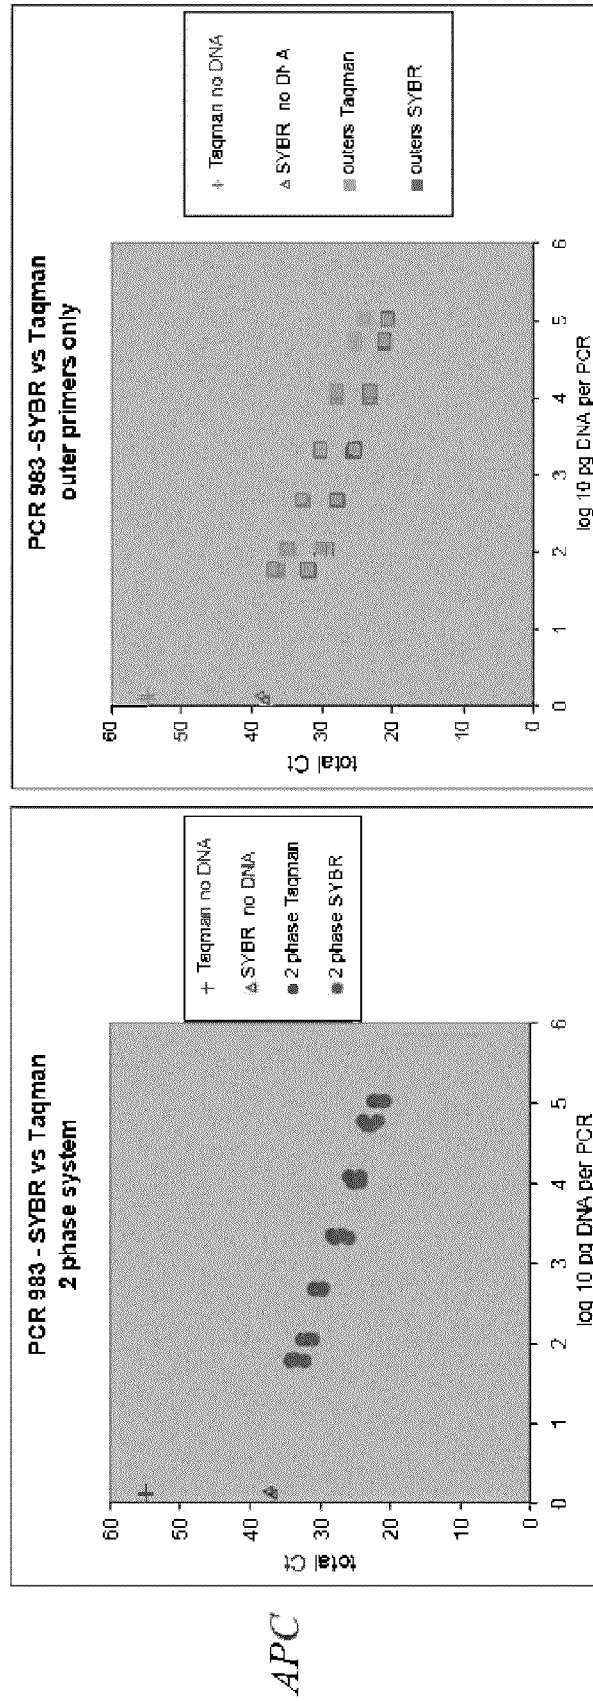 APC
PCR 983 - SYBR vs Taqman
2 phase system
total Ct
60
50
40
30
20
10
0
0
1
2
3
4
5
6
log 10 pg DNA per PCR
Taqman no DNA
SYBR no DNA
2 phase Taqman
2 phase SYBR
PCR 983 -SYBR vs Taqman
outer primers only
total Ct
60
50
40
30
20
10
0
0
1
2
3
4
5
6
log 10 pg DNA per PCR
Taqman no DNA
SYBR no DNA
outers Taqman
outers SYBR